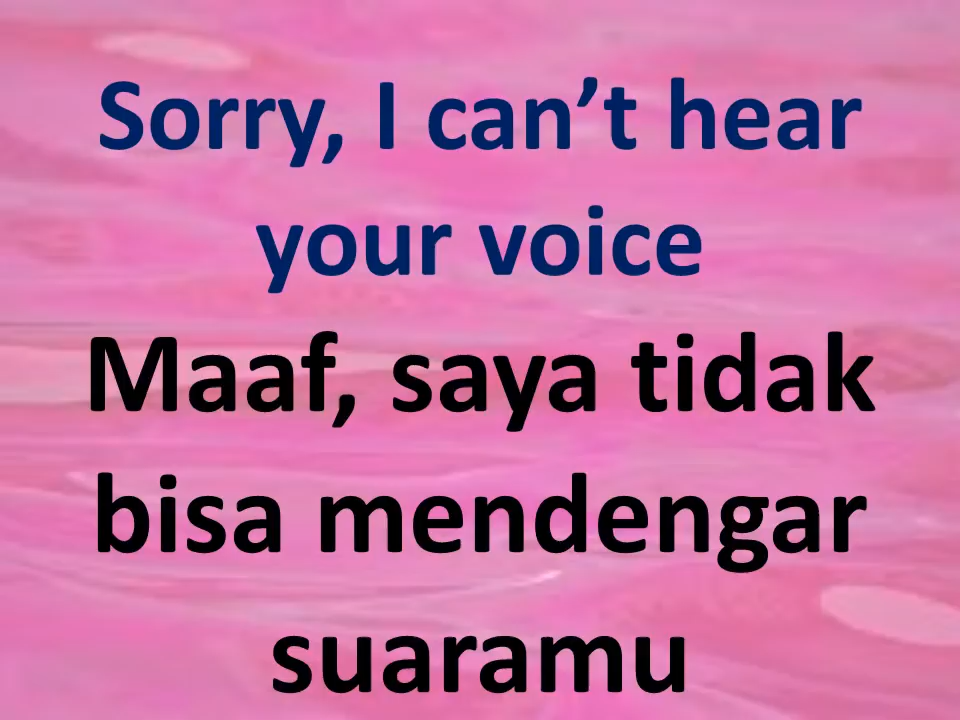 Sorry, I can’t hear
your voice
Maaf, saya tidak
bisa mendengar
suaramu